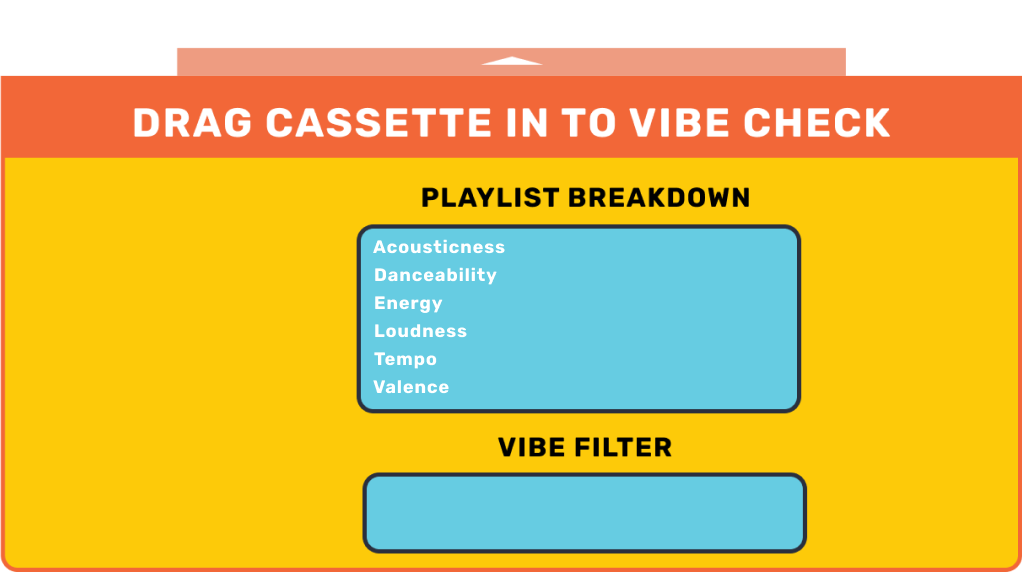 DRAG CASSETTE IN TO VIBE CHECK
PLAYLIST BREAKDOWN
Acousticness
Danceability
Energy
Loudness
Tempo
Valence
VIBE FILTER